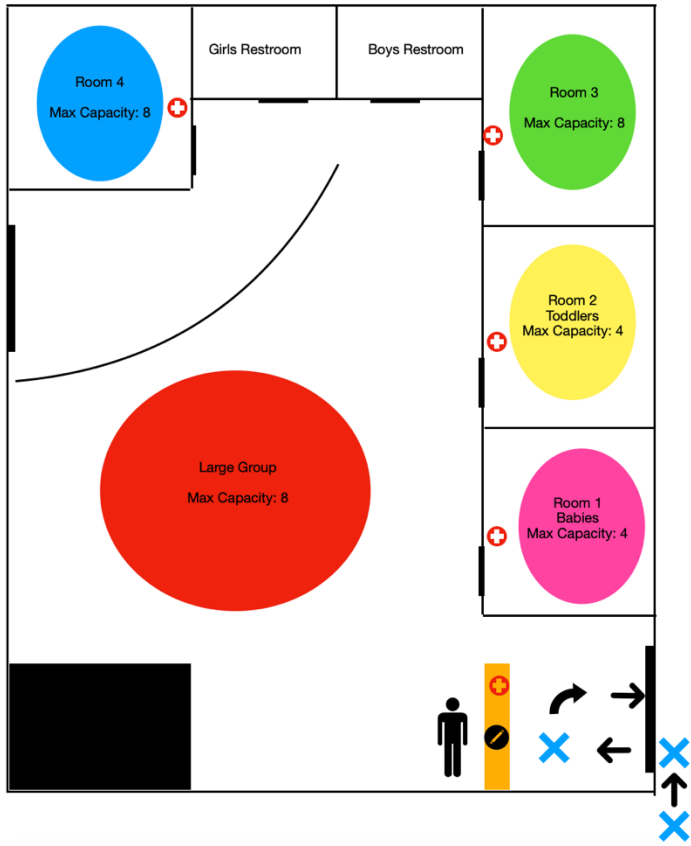 Girls Restroom
Boys Restroom
Room 4
Max Capacity: 8
Room 3
Max Capacity: 8
Room 2
Toddlers
Max Capacity: 4
Large Group
Max Capacity: 8
Room 1
Babies
Max Capacity: 4